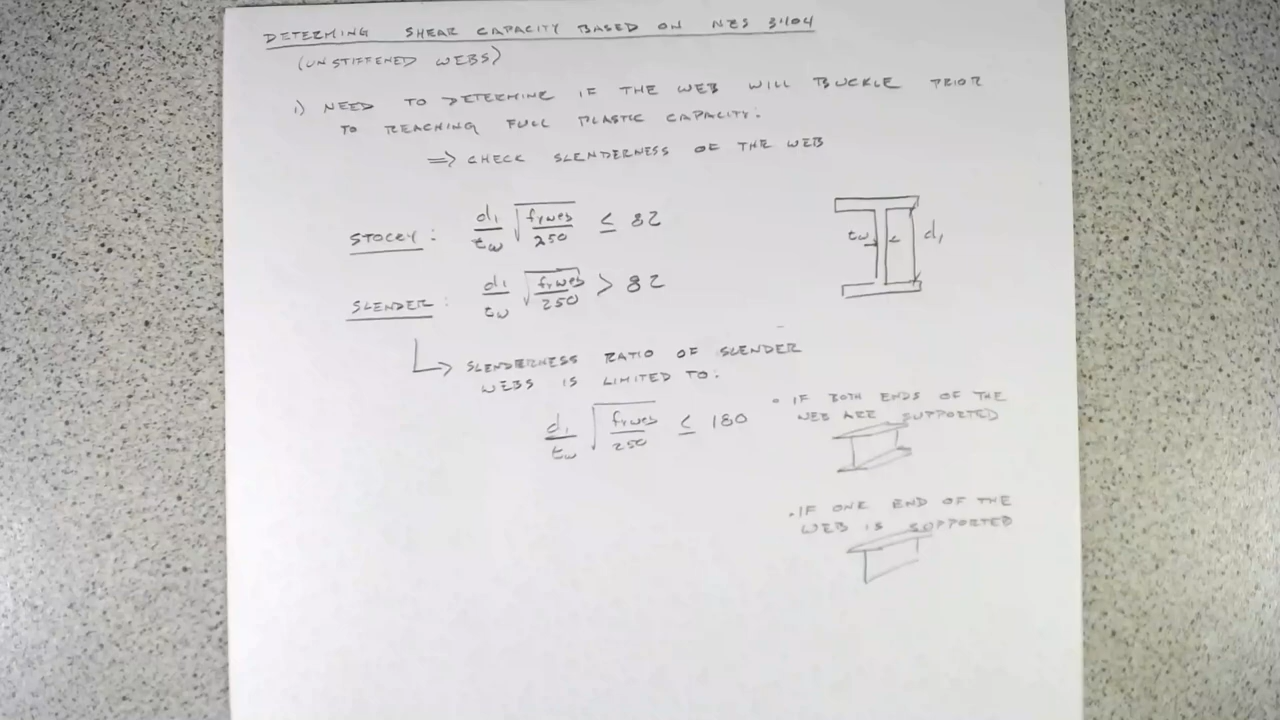 DETERMING SHEAR CAPACITY BASED ON NZS 3404
(UNSTIFFENED WEBS)
1) NEED TO DETERMINE IF THE WEB WILL BUCKLE PRIOR
TO REACHING FULL PLASTIC CAPACITY.
=> CHECK SLENDERNESS OF THE WEB
STOCKY: d₁/tw √(fyweb/250) ≤ 82
tw d₁
SLENDER: d₁/tw √(fyweb/250) > 82
SLENDERNESS RATIO OF SLENDER
WEBS IS LIMITED TO:
d₁/tw √(fyweb/250) ≤ 180
• IF BOTH ENDS OF THE
WEB ARE SUPPORTED
• IF ONE END OF THE
WEB IS SUPPORTED